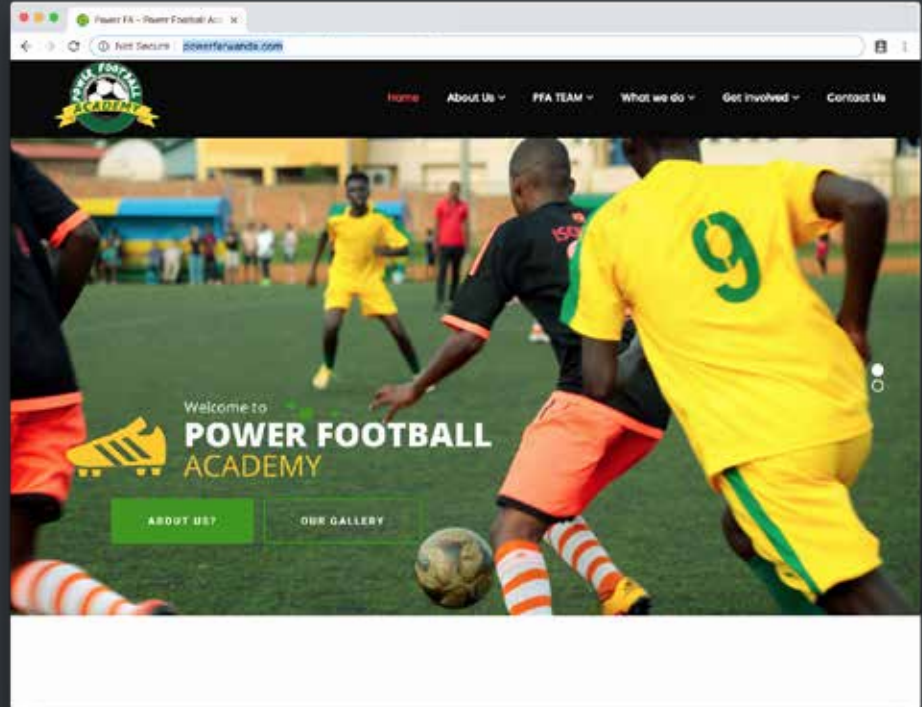 Power FA – Power Football Ac
Not Secure
powerfarwanda.com
POWER FOOTBALL
ACADEMY
Home
About Us
PFA TEAM
What we do
Get involved
Contact Us
9
Welcome to
POWER FOOTBALL
ACADEMY
ABOUT US?
OUR GALLERY